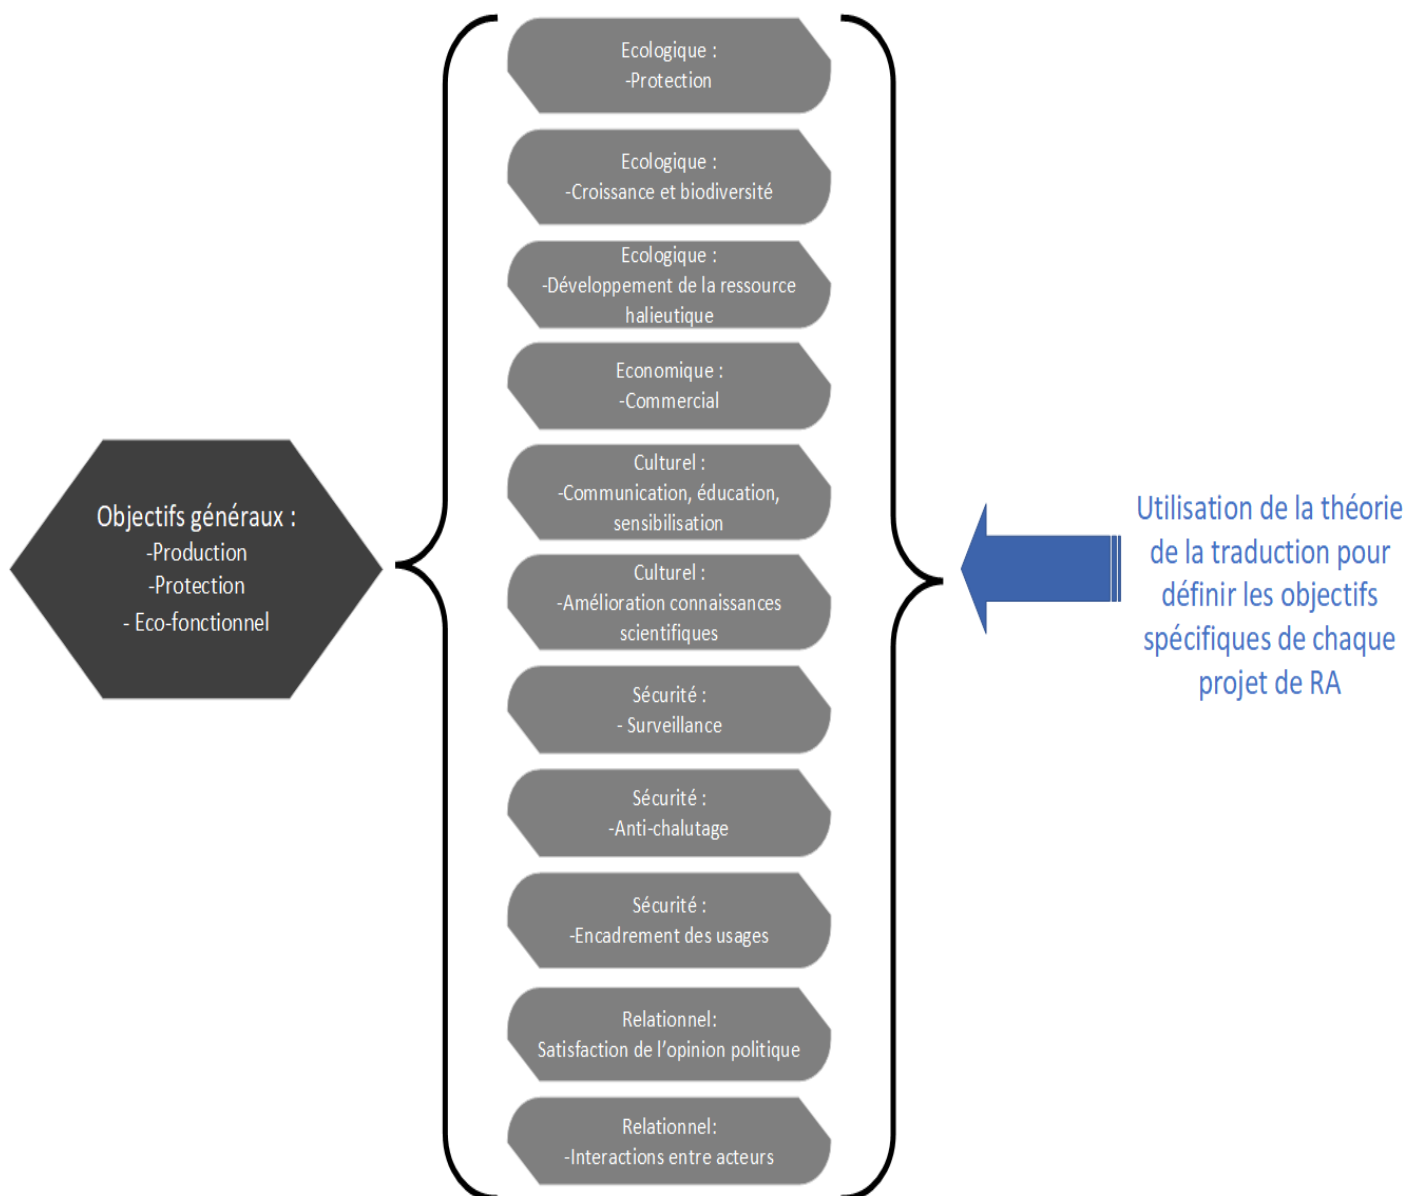 Objectifs généraux :
-Production
-Protection
- Eco-fonctionnel
Ecologique :
-Protection
Ecologique :
-Croissance et biodiversité
Ecologique :
-Développement de la ressource
halieutique
Economique :
-Commercial
Culturel :
-Communication, éducation,
sensibilisation
Culturel :
-Amélioration connaissances
scientifiques
Sécurité :
- Surveillance
Sécurité :
-Anti-chalutage
Sécurité :
-Encadrement des usages
Relationnel:
Satisfaction de l’opinion politique
Relationnel:
-Interactions entre acteurs
Utilisation de la théorie
de la traduction pour
définir les objectifs
spécifiques de chaque
projet de RA